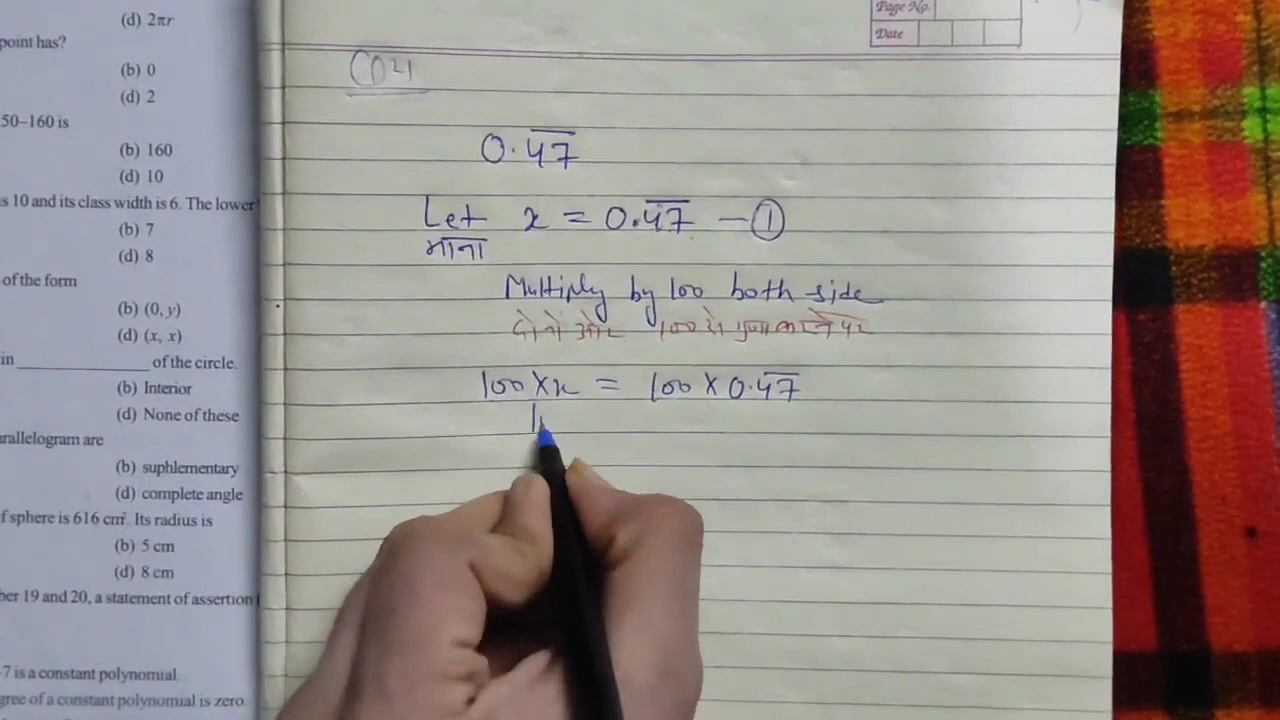 (d) 2πr
point has?
(b) 0
(d) 2
50–160 is
(b) 160
(d) 10
s 10 and its class width is 6. The lower
(b) 7
(d) 8
of the form
(b) (0, y)
(d) (x, x)
in ____________ of the circle.
(b) Interior
(d) None of these
arallelogram are
(b) suphlementary
(d) complete angle
f sphere is 616 cm². Its radius is
(b) 5 cm
(d) 8 cm
ber 19 and 20, a statement of assertion
7 is a constant polynomial.
gree of a constant polynomial is zero.
Page No.
Date
0.4̅7̅
Let x = 0.4̅7̅ — ①
माना
Multiply by 100 both side
दोनो ओर 100 से गुणा करने पर
100 × x = 100 × 0.4̅7̅